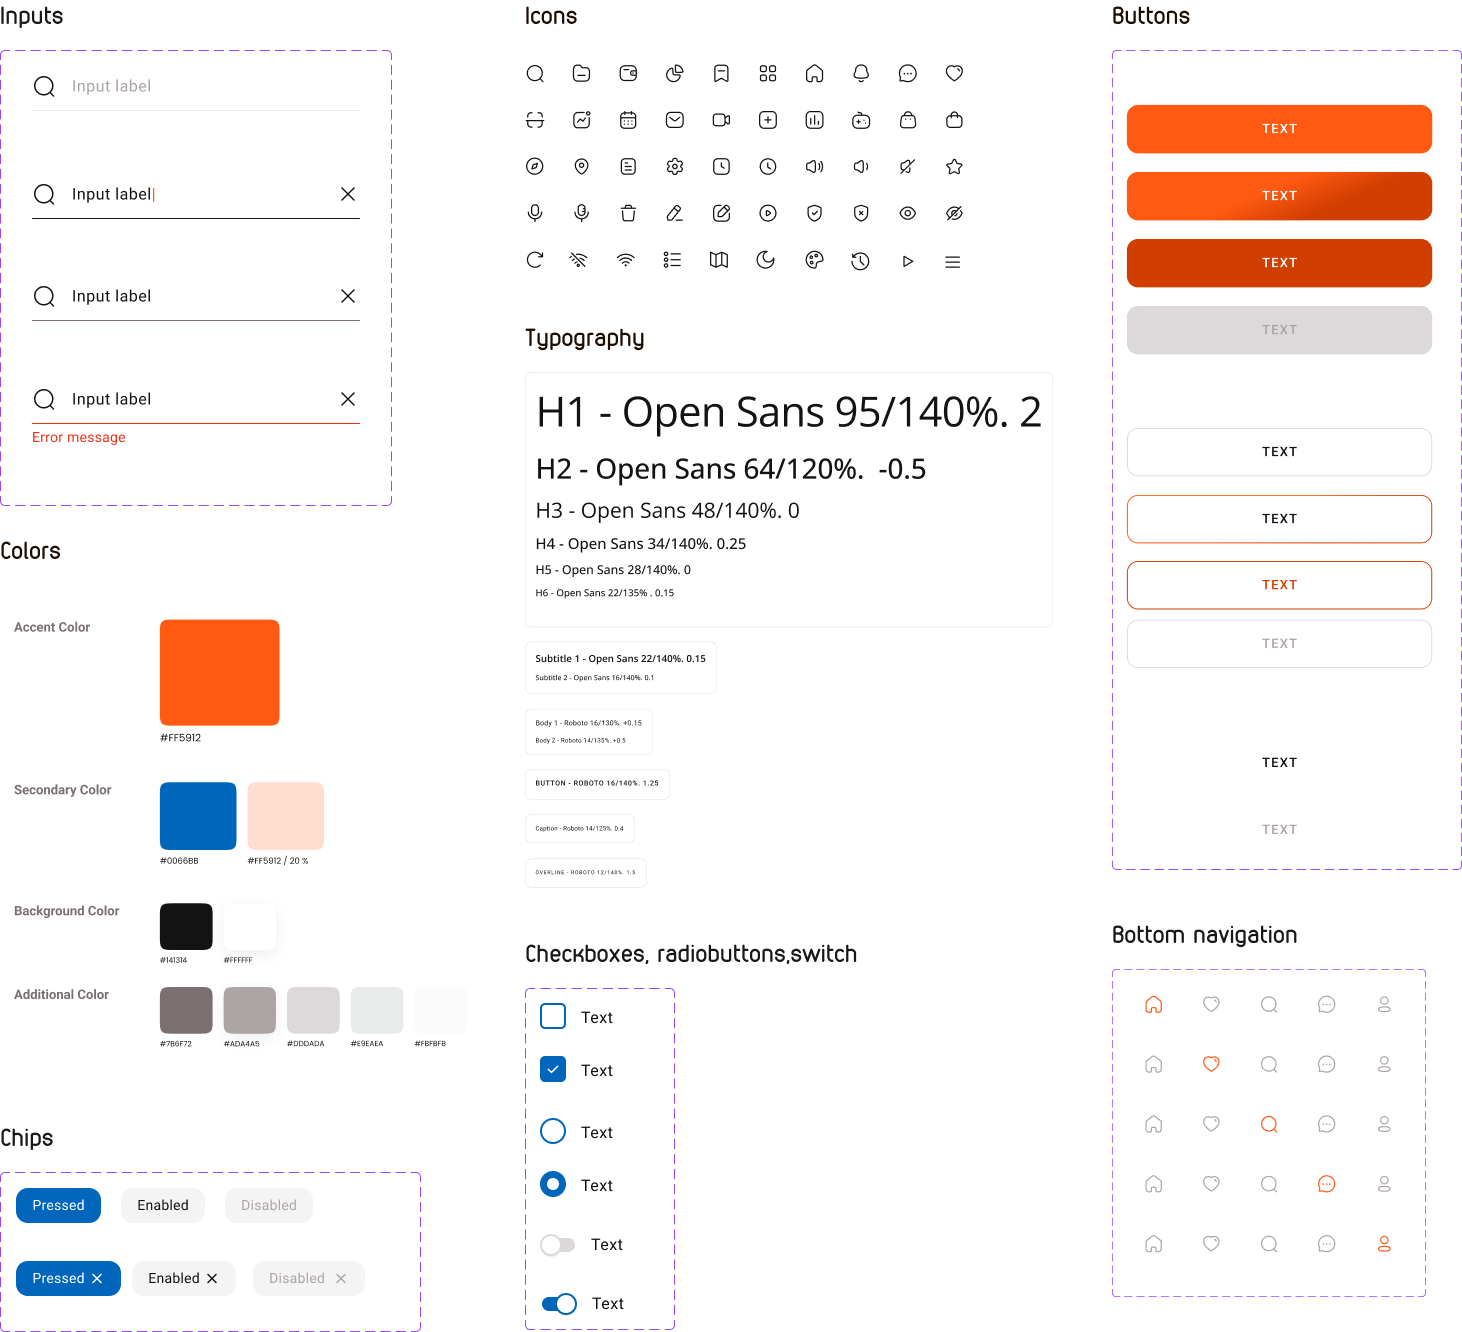 Inputs
Input label
Input label
Input label
Input label
Error message
Colors
Accent Color
#FF5912
Secondary Color
#0066BB
#FF5912 / 20 %
Background Color
#141314
#FFFFFF
Additional Color
#7B6F72
#ADA4A5
#DDDADA
#E9EAEA
#FBFBFB
Chips
Pressed
Enabled
Disabled
Pressed
Enabled
Disabled
Icons
Typography
H1 - Open Sans 95/140%. 2
H2 - Open Sans 64/120%. -0.5
H3 - Open Sans 48/140%. 0
H4 - Open Sans 34/140%. 0.25
H5 - Open Sans 28/140%. 0
H6 - Open Sans 22/135% . 0.15
Subtitle 1 - Open Sans 22/140%. 0.15
Subtitle 2 - Open Sans 16/140%. 0.1
Body 1 - Roboto 16/130%. +0.15
Body 2 - Roboto 14/135%. +0.5
BUTTON - ROBOTO 16/140%. 1.25
Caption - Roboto 14/125%. 0.4
OVERLINE - ROBOTO 12/140%. 1.5
Checkboxes, radiobuttons,switch
Text
Text
Text
Text
Text
Text
Buttons
TEXT
TEXT
TEXT
TEXT
TEXT
TEXT
TEXT
TEXT
TEXT
TEXT
Bottom navigation